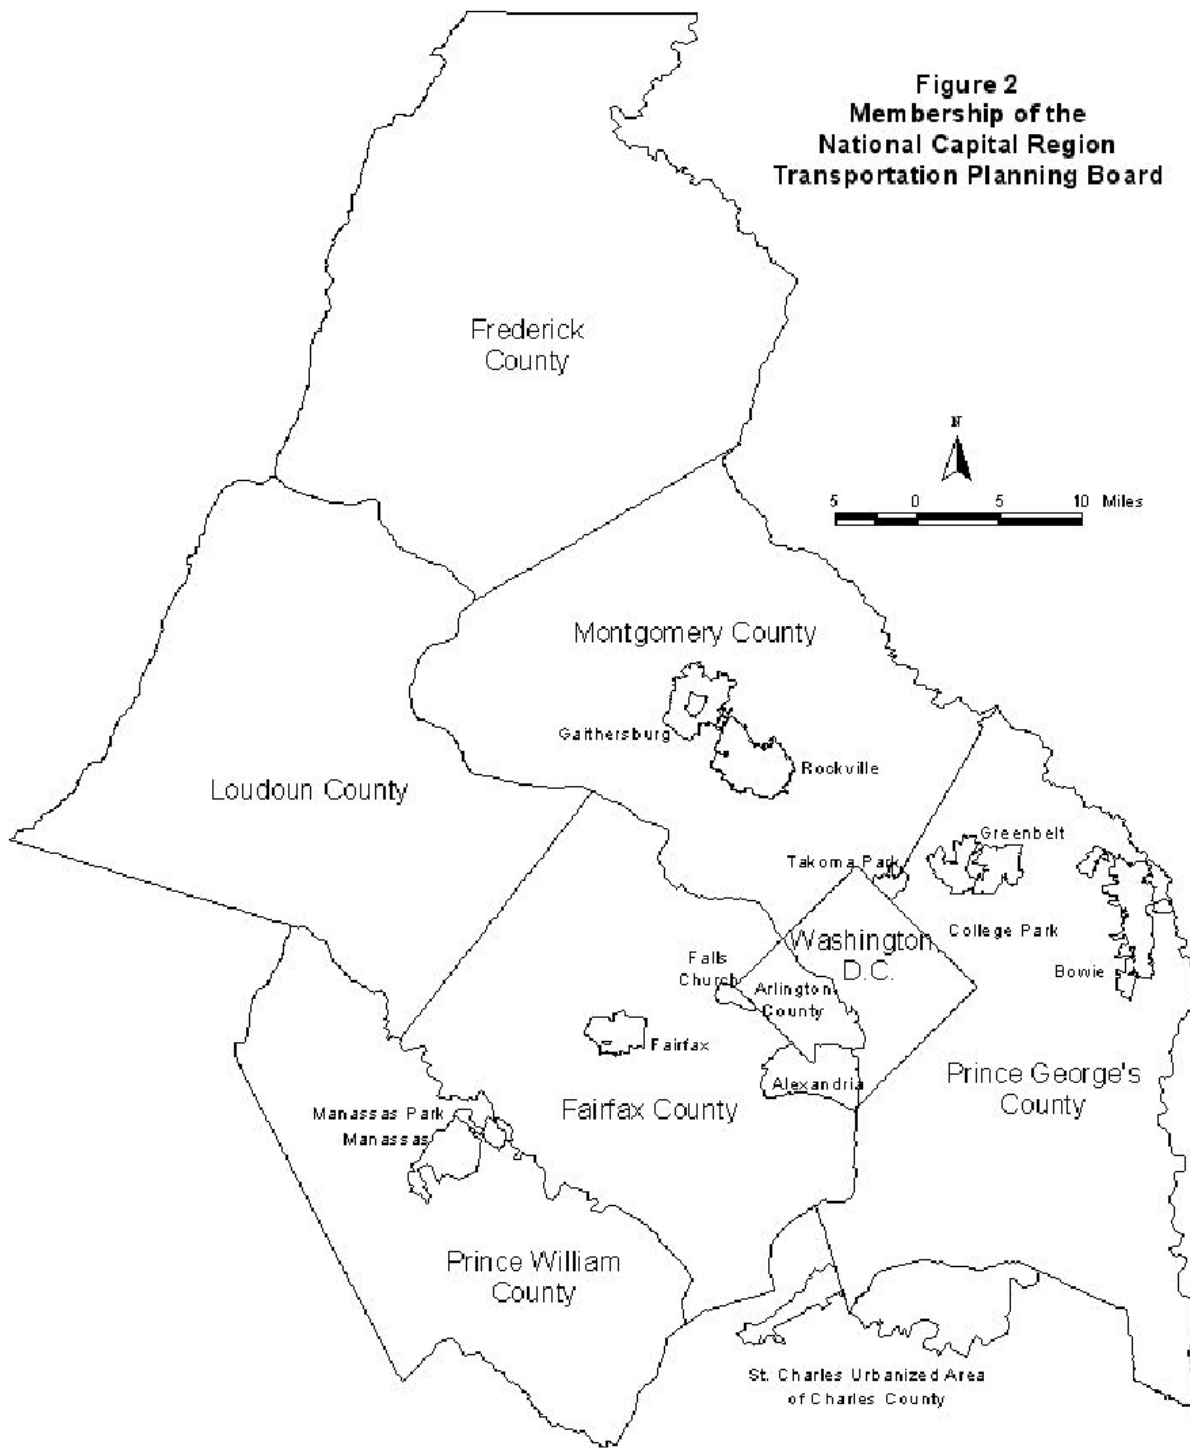 Figure 2
Membership of the
National Capital Region
Transportation Planning Board
Frederick
County
N
5 0 5 10 Miles
Montgomery County
Gaithersburg
Rockville
Loudoun County
Greenbelt
Takoma Park
College Park
Washington
D.C.
Falls
Church
Bowie
Arlington
County
Fairfax
Alexandria
Prince George's
County
Fairfax County
Manassas Park
Manassas
Prince William
County
St. Charles Urbanized Area
of Charles County